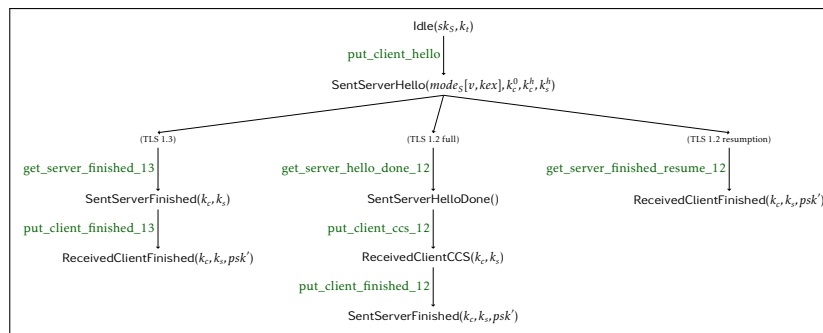 Idle(sk_S, k_t)
put_client_hello
SentServerHello(mode_S[v, kex], k_c^0, k_c^h, k_s^h)
(TLS 1.3) (TLS 1.2 full) (TLS 1.2 resumption)
get_server_finished_13 get_server_hello_done_12 get_server_finished_resume_12
SentServerFinished(k_c, k_s) SentServerHelloDone() ReceivedClientFinished(k_c, k_s, psk′)
put_client_finished_13 put_client_ccs_12
ReceivedClientFinished(k_c, k_s, psk′) ReceivedClientCCS(k_c, k_s)
put_client_finished_12
SentServerFinished(k_c, k_s, psk′)